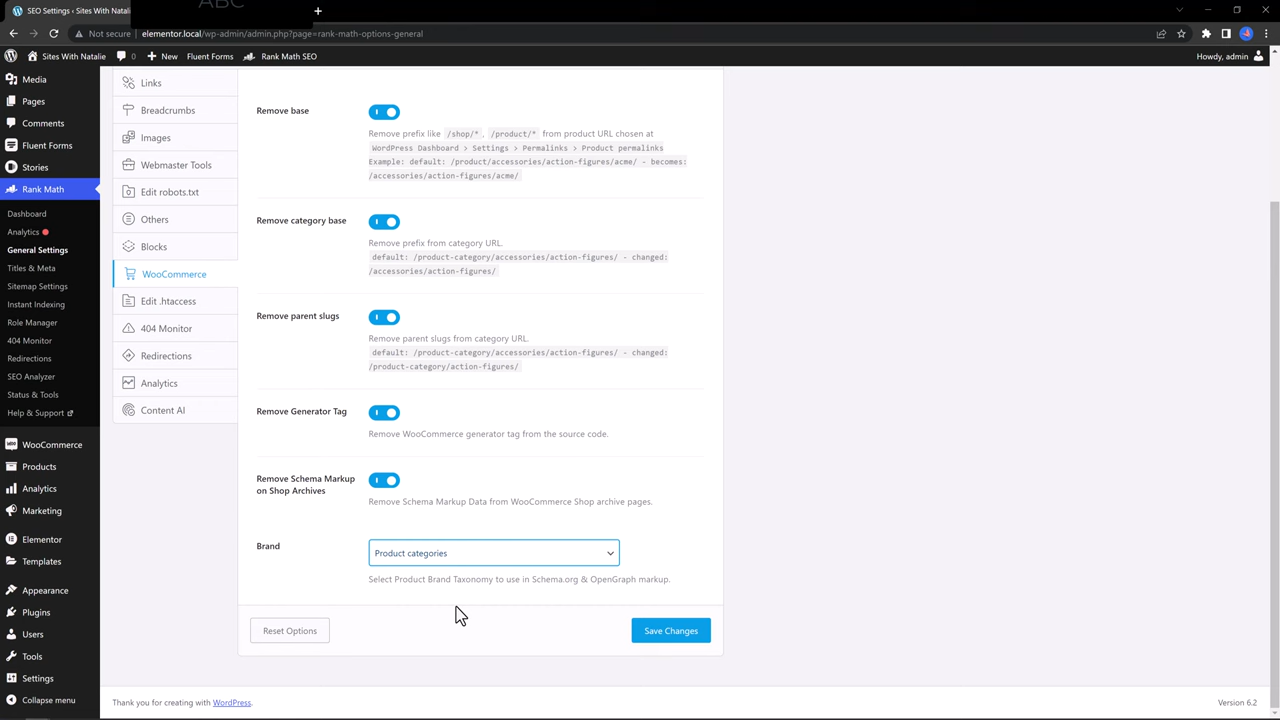 ABC
SEO Settings ‹ Sites With Natali
Not secure
elementor.local/wp-admin/admin.php?page=rank-math-options-general
Sites With Natalie
0
New
Fluent Forms
Rank Math SEO
Howdy, admin
Media
Pages
Comments
Fluent Forms
Stories
Rank Math
Dashboard
Analytics
General Settings
Titles & Meta
Sitemap Settings
Instant Indexing
Role Manager
404 Monitor
Redirections
SEO Analyzer
Status & Tools
Help & Support
WooCommerce
Products
Analytics
Marketing
Elementor
Templates
Appearance
Plugins
Users
Tools
Settings
Collapse menu
Links
Breadcrumbs
Images
Webmaster Tools
Edit robots.txt
Others
Blocks
WooCommerce
Edit .htaccess
404 Monitor
Redirections
Analytics
Content AI
Remove base
Remove prefix like /shop/*, /product/* from product URL chosen at
WordPress Dashboard > Settings > Permalinks > Product permalinks
Example: default: /product/accessories/action-figures/acme/ - becomes:
/accessories/action-figures/acme/
Remove category base
Remove prefix from category URL.
default: /product-category/accessories/action-figures/ - changed:
/accessories/action-figures/
Remove parent slugs
Remove parent slugs from category URL.
default: /product-category/accessories/action-figures/ - changed:
/product-category/action-figures/
Remove Generator Tag
Remove WooCommerce generator tag from the source code.
Remove Schema Markup
on Shop Archives
Remove Schema Markup Data from WooCommerce Shop archive pages.
Brand
Product categories
Select Product Brand Taxonomy to use in Schema.org & OpenGraph markup.
Reset Options
Save Changes
Thank you for creating with WordPress.
Version 6.2